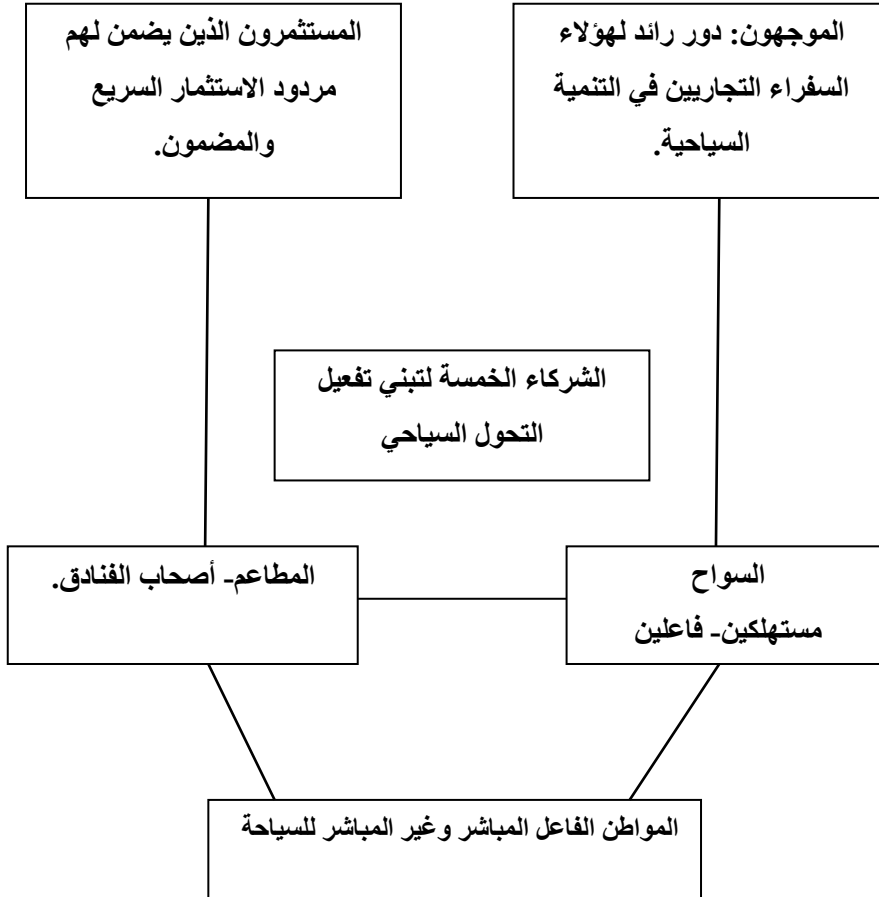 الموجهون: دور رائد لهؤلاء
السفراء التجاريين في التنمية
السياحية.
المستثمرون الذين يضمن لهم
مردود الاستثمار السريع
والمضمون.
الشركاء الخمسة لتبني تفعيل
التحول السياحي
السواح
مستهلكين- فاعلين
المطاعم- أصحاب الفنادق.
المواطن الفاعل المباشر وغير المباشر للسياحة